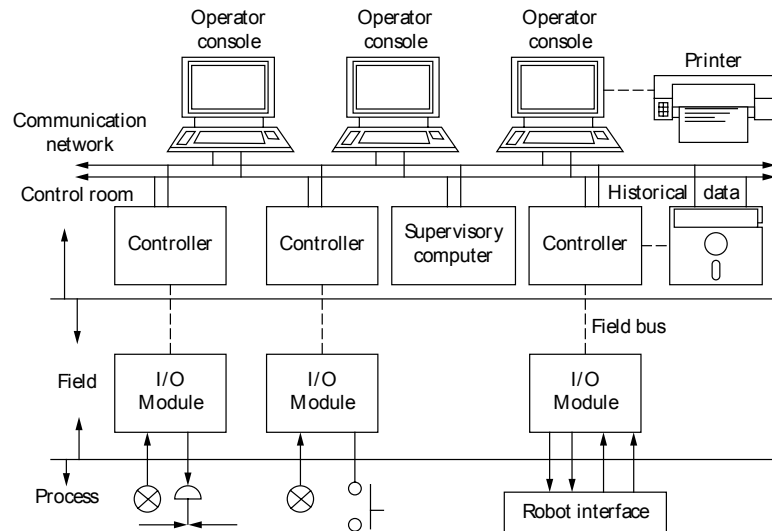 Operator
console
Operator
console
Operator
console
Printer
Communication
network
Control room
Historical data
Controller
Controller
Supervisory
computer
Controller
Field bus
Field
I/O
Module
I/O
Module
I/O
Module
Process
Robot interface